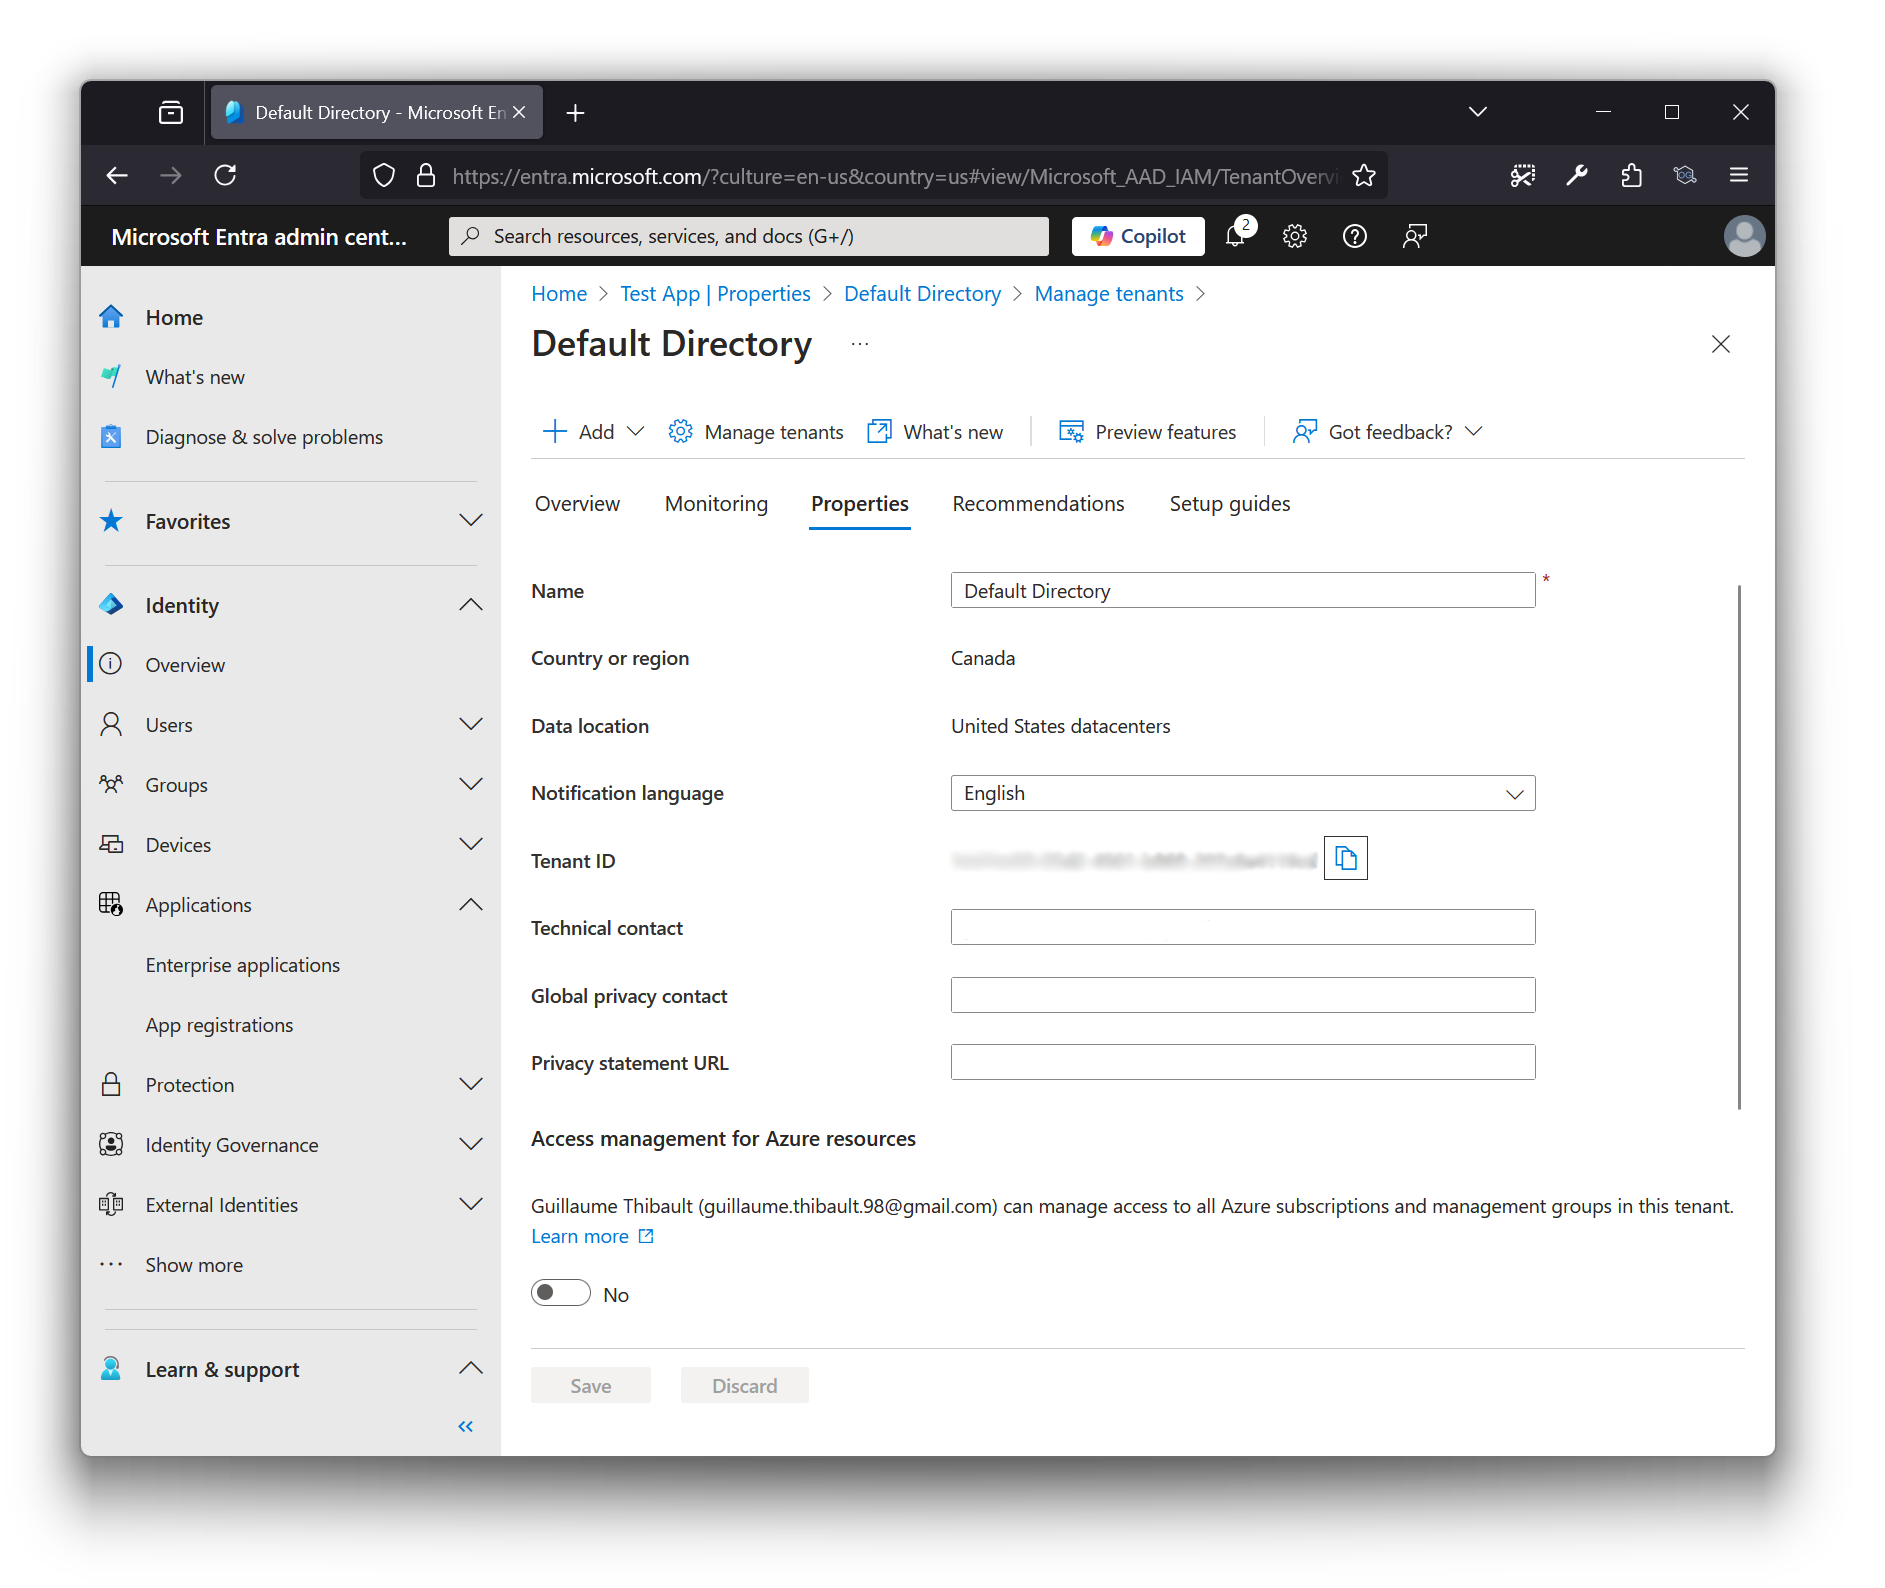 Default Directory - Microsoft En
https://entra.microsoft.com/?culture=en-us&country=us#view/Microsoft_AAD_IAM/TenantOvervi
Microsoft Entra admin cent...
Search resources, services, and docs (G+/)
Copilot
2
Home
What's new
Diagnose & solve problems
Favorites
Identity
Overview
Users
Groups
Devices
Applications
Enterprise applications
App registrations
Protection
Identity Governance
External Identities
Show more
Learn & support
Home > Test App | Properties > Default Directory > Manage tenants >
Default Directory ...
Add
Manage tenants
What's new
Preview features
Got feedback?
Overview
Monitoring
Properties
Recommendations
Setup guides
Name
Default Directory *
Country or region
Canada
Data location
United States datacenters
Notification language
English
Tenant ID
Technical contact
Global privacy contact
Privacy statement URL
Access management for Azure resources
Guillaume Thibault (guillaume.thibault.98@gmail.com) can manage access to all Azure subscriptions and management groups in this tenant.
Learn more
No
Save
Discard